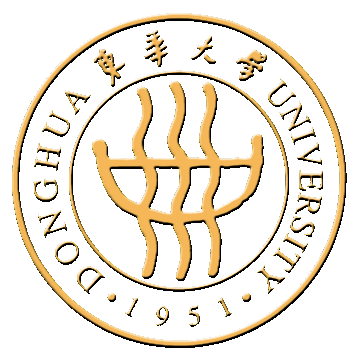 東華大學
DONGHUA UNIVERSITY
· 1951 ·